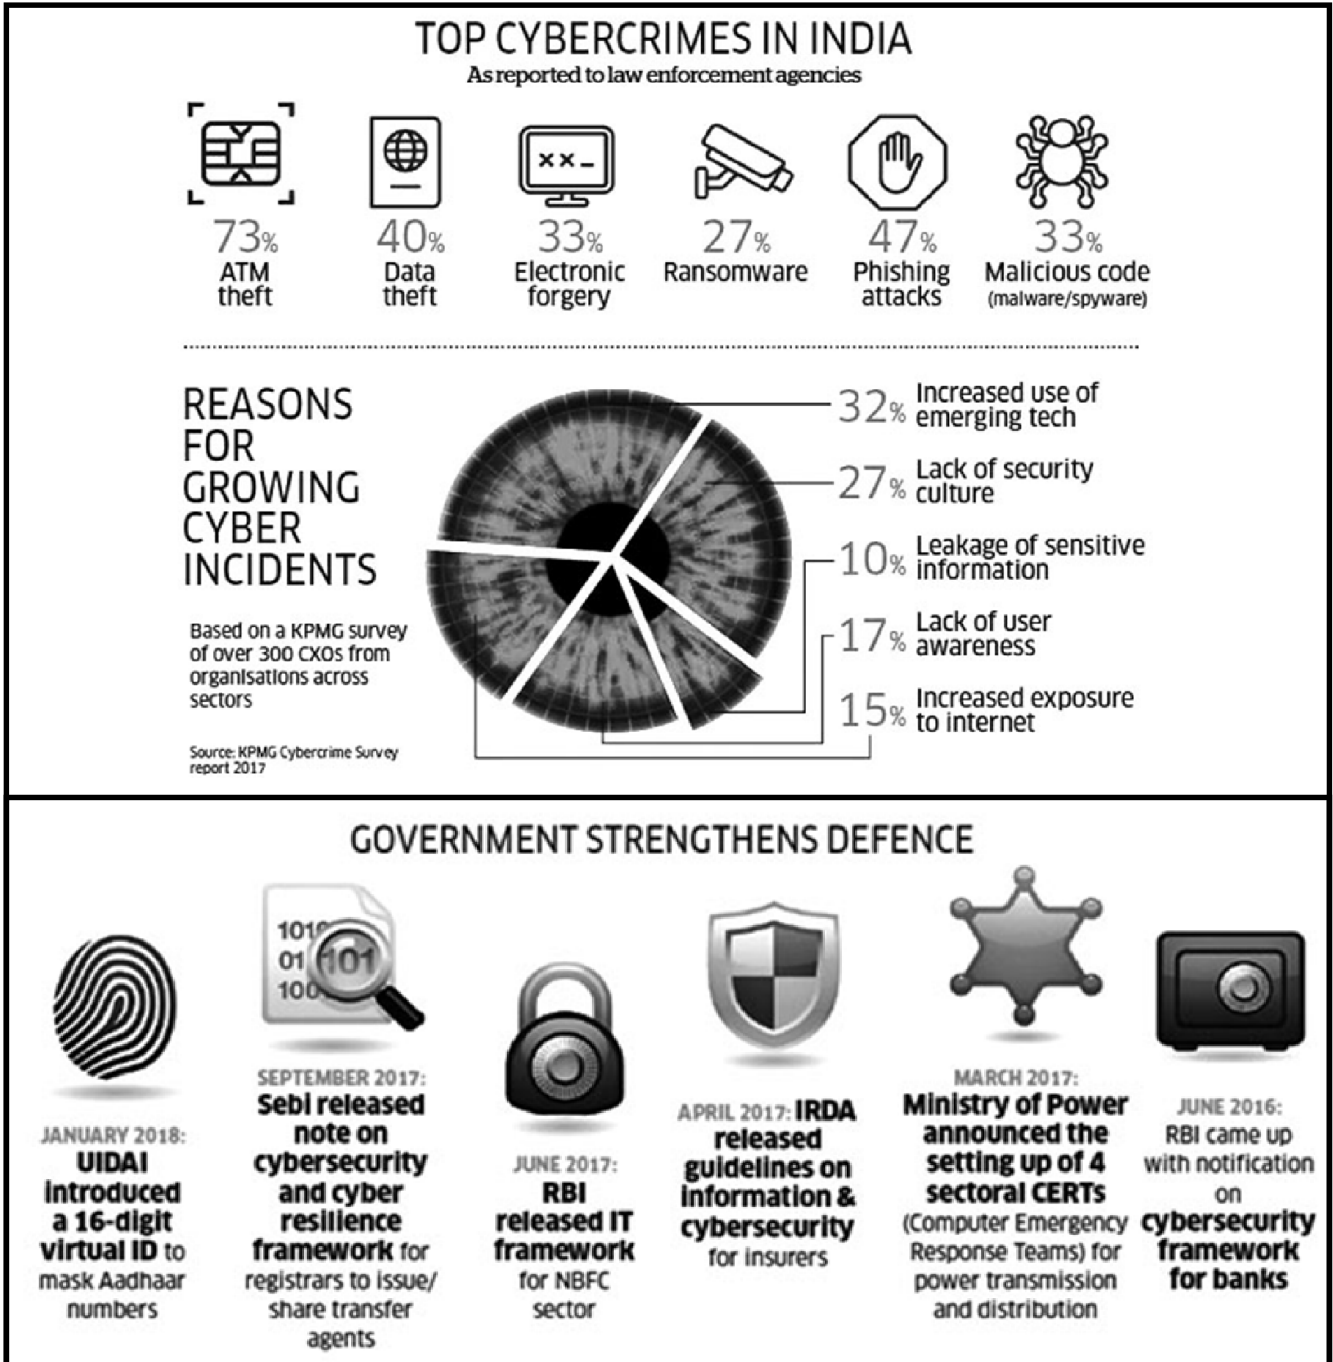 TOP CYBERCRIMES IN INDIA
As reported to law enforcement agencies
xx_
73%
ATM
theft
40%
Data
theft
33%
Electronic
forgery
27%
Ransomware
47%
Phishing
attacks
33%
Malicious code
(malware/spyware)
REASONS
FOR
GROWING
CYBER
INCIDENTS
Based on a KPMG survey
of over 300 CXOs from
organisations across
sectors
Source: KPMG Cybercrime Survey
report 2017
32% Increased use of
emerging tech
27% Lack of security
culture
10% Leakage of sensitive
information
17% Lack of user
awareness
15% Increased exposure
to internet
GOVERNMENT STRENGTHENS DEFENCE
JANUARY 2018:
UIDAI
introduced
a 16-digit
virtual ID to
mask Aadhaar
numbers
101
01 101
100
SEPTEMBER 2017:
Sebi released
note on
cybersecurity
and cyber
resilience
framework for
registrars to issue/
share transfer
agents
JUNE 2017:
RBI
released IT
framework
for NBFC
sector
APRIL 2017: IRDA
released
guidelines on
information &
cybersecurity
for insurers
MARCH 2017:
Ministry of Power
announced the
setting up of 4
sectoral CERTs
(Computer Emergency
Response Teams) for
power transmission
and distribution
JUNE 2016:
RBI came up
with notification
on
cybersecurity
framework
for banks